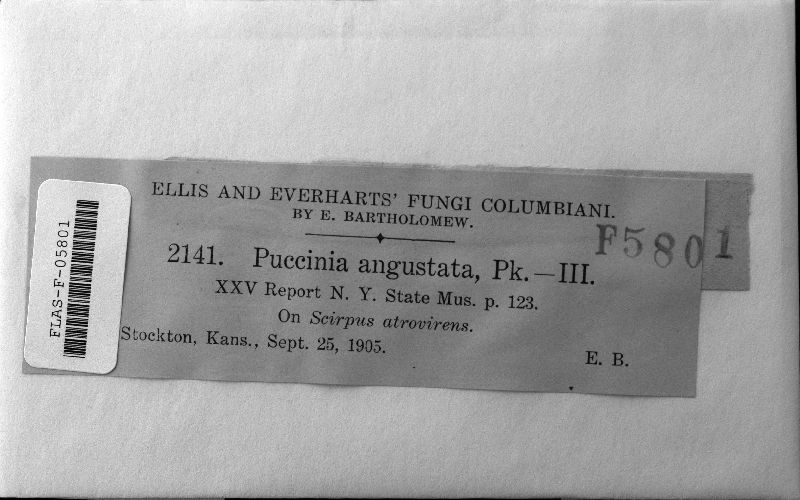 ELLIS AND EVERHARTS' FUNGI COLUMBIANI.
BY E. BARTHOLOMEW.
F5801
2141. Puccinia angustata, Pk.—III.
XXV Report N. Y. State Mus. p. 123.
On Scirpus atrovirens.
Stockton, Kans., Sept. 25, 1905.
E. B.
FLAS-F-05801